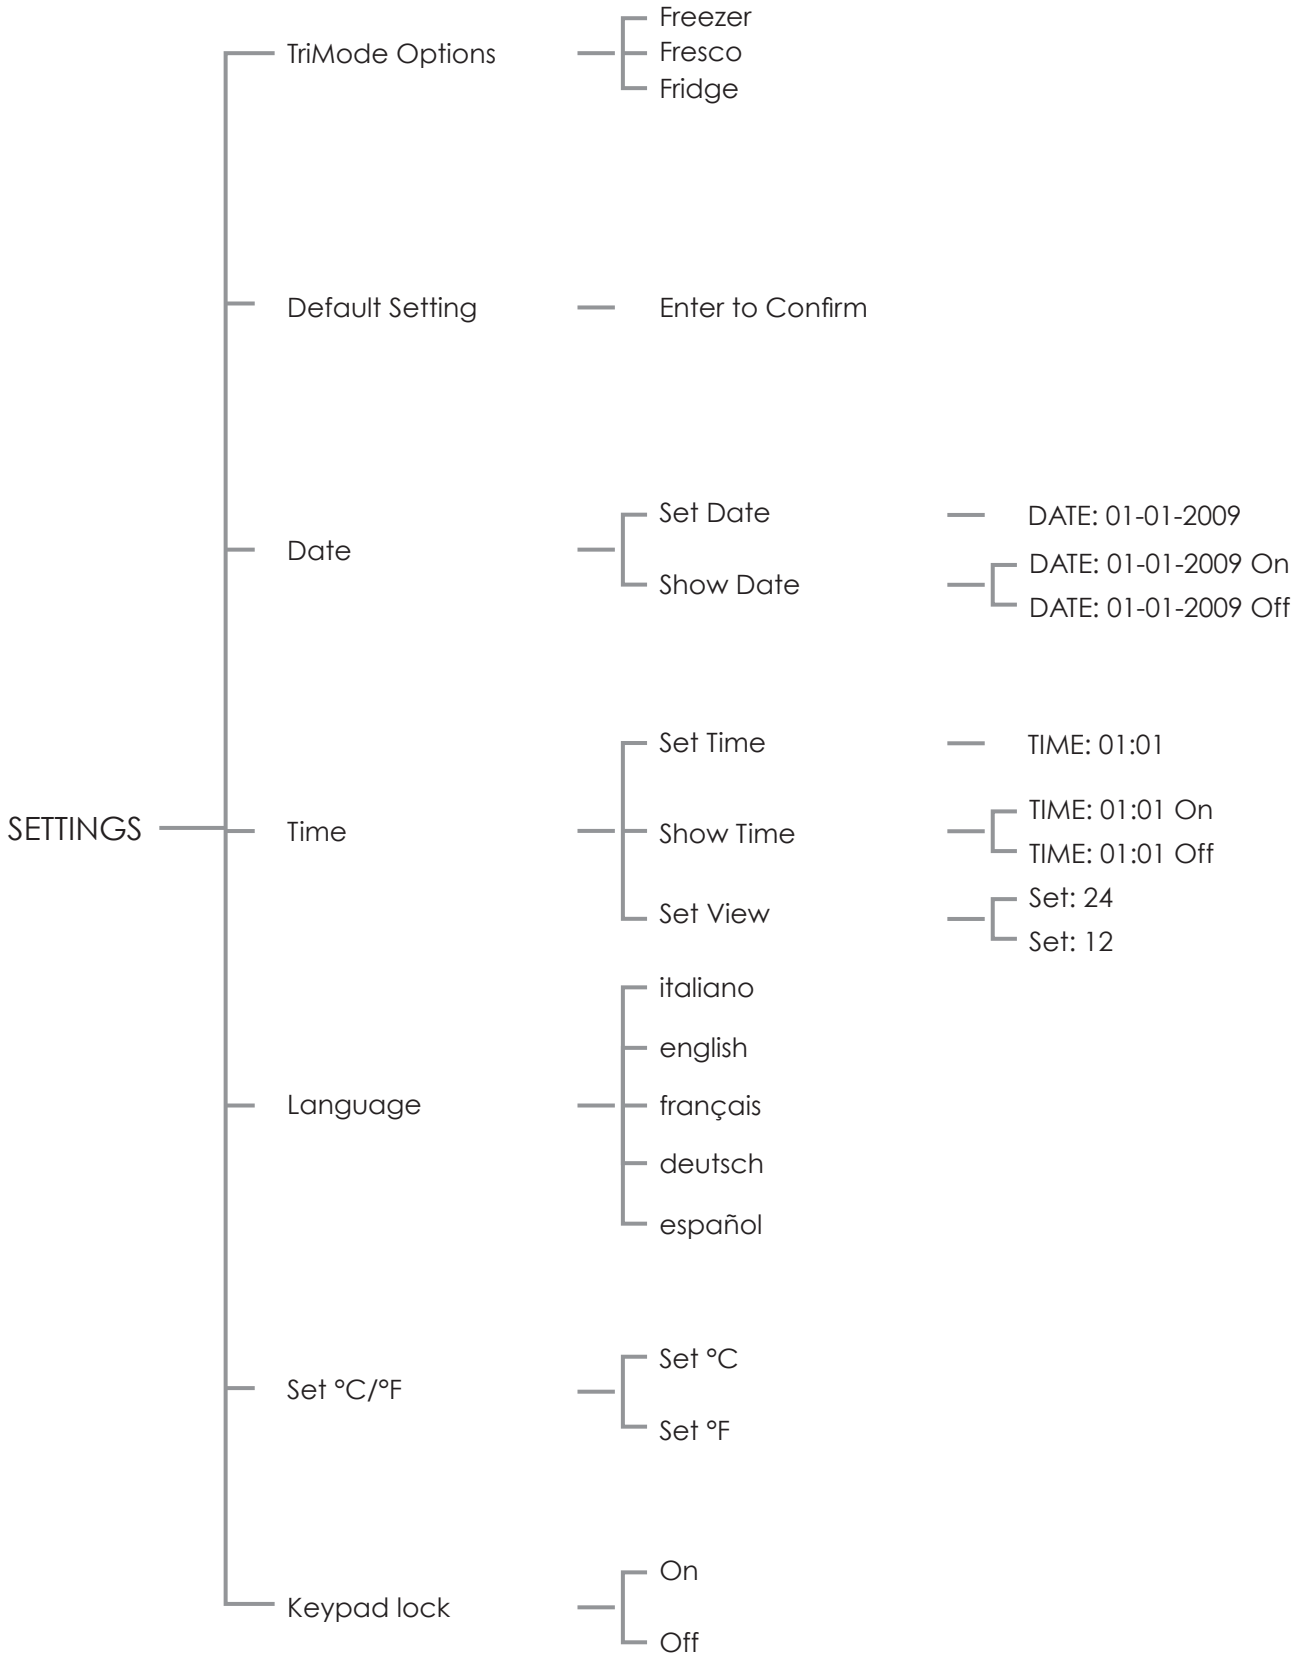 TriMode Options
Freezer
Fresco
Fridge
Default Setting
Enter to Confirm
Date
Set Date
DATE: 01-01-2009
Show Date
DATE: 01-01-2009 On
DATE: 01-01-2009 Off
SETTINGS
Time
Set Time
TIME: 01:01
Show Time
TIME: 01:01 On
TIME: 01:01 Off
Set View
Set: 24
Set: 12
Language
italiano
english
français
deutsch
español
Set °C/°F
Set °C
Set °F
Keypad lock
On
Off